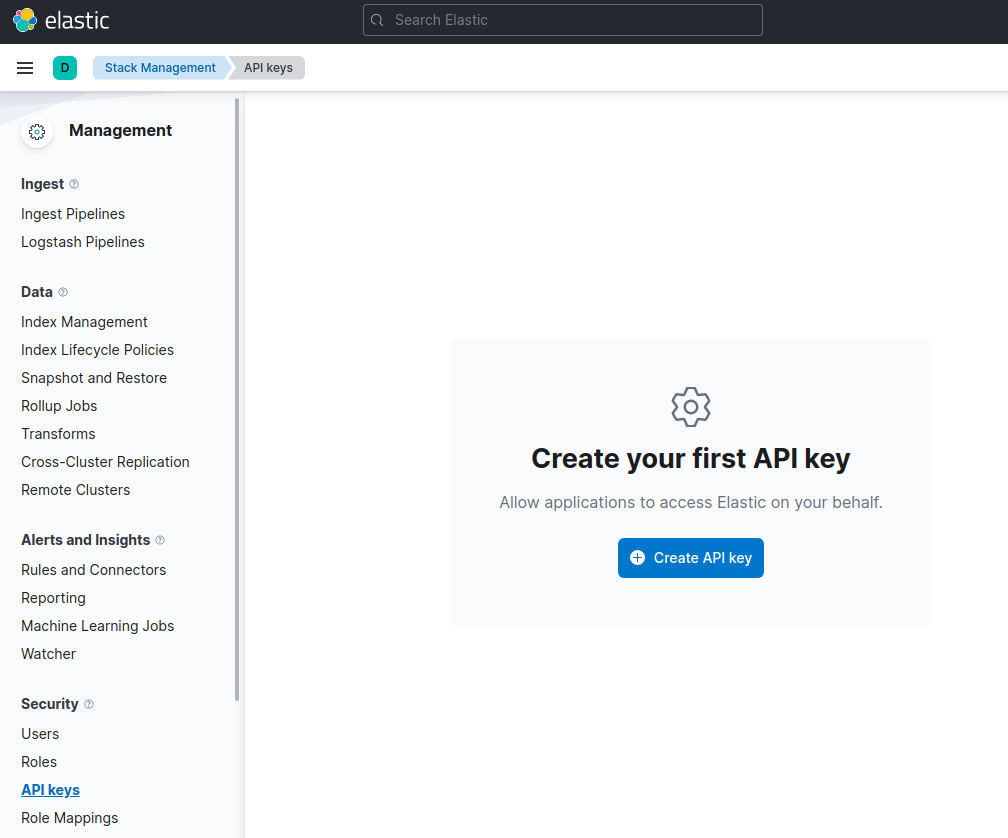 elastic
Search Elastic
D
Stack Management
API keys
Management
Ingest
Ingest Pipelines
Logstash Pipelines
Data
Index Management
Index Lifecycle Policies
Snapshot and Restore
Rollup Jobs
Transforms
Cross-Cluster Replication
Remote Clusters
Alerts and Insights
Rules and Connectors
Reporting
Machine Learning Jobs
Watcher
Security
Users
Roles
API keys
Role Mappings
Create your first API key
Allow applications to access Elastic on your behalf.
Create API key